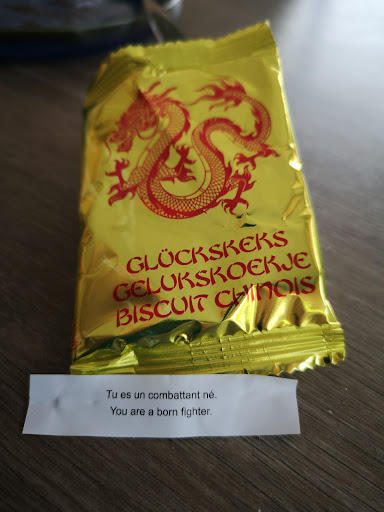 GLÜCKSKEKS
GELUKSKOEKJE
BISCUIT CHINOIS
Tu es un combattant né.
You are a born fighter.